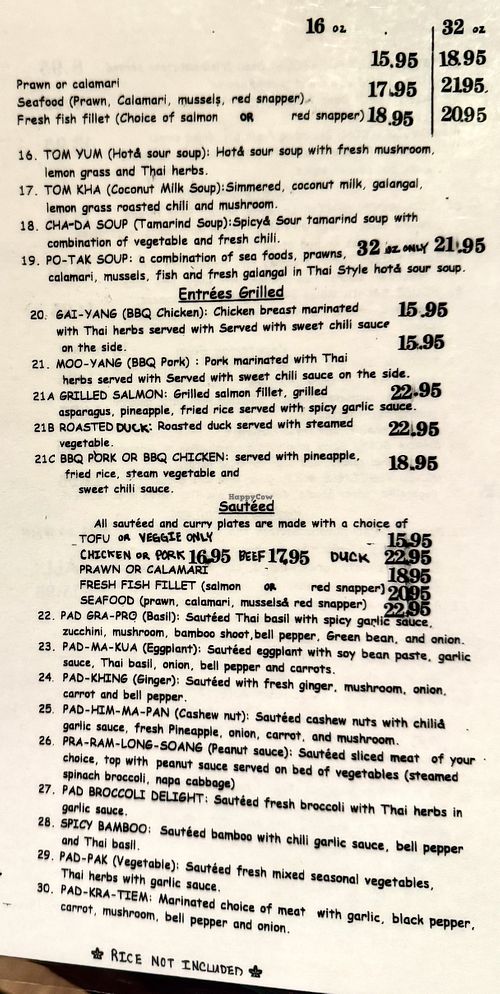 16 oz 32 oz
15.95 18.95
Prawn or calamari
Seafood (Prawn, Calamari, mussels, red snapper) 17.95 21.95
Fresh fish fillet (Choice of salmon OR red snapper) 18.95 20.95
16. TOM YUM (Hot& sour soup): Hot& sour soup with fresh mushroom,
lemon grass and Thai herbs.
17. TOM KHA (Coconut Milk Soup):Simmered, coconut milk, galangal,
lemon grass roasted chili and mushroom.
18. CHA-DA SOUP (Tamarind Soup):Spicy& Sour tamarind soup with
combination of vegetable and fresh chili.
19. PO-TAK SOUP: a combination of sea foods, prawns, 32 oz ONLY 21.95
calamari, mussels, fish and fresh galangal in Thai Style hot& sour soup.
Entrées Grilled
20. GAI-YANG (BBQ Chicken): Chicken breast marinated 15.95
with Thai herbs served with Served with sweet chili sauce
on the side. 15.95
21. MOO-YANG (BBQ Pork) : Pork marinated with Thai
herbs served with Served with sweet chili sauce on the side.
21A GRILLED SALMON: Grilled salmon fillet, grilled 22.95
asparagus, pineapple, fried rice served with spicy garlic sauce.
21B ROASTED DUCK: Roasted duck served with steamed 22.95
vegetable.
21C BBQ PORK OR BBQ CHICKEN: served with pineapple, 18.95
fried rice, steam vegetable and
sweet chili sauce.
HappyCow
Sautéed
All sautéed and curry plates are made with a choice of
TOFU OR VEGGIE ONLY 15.95
CHICKEN OR PORK 16.95 BEEF 17.95 DUCK 22.95
PRAWN OR CALAMARI 18.95
FRESH FISH FILLET (salmon OR red snapper) 20.95
SEAFOOD (prawn, calamari, mussels& red snapper) 22.95
22. PAD GRA-PRO (Basil): Sautéed Thai basil with spicy garlic sauce,
zucchini, mushroom, bamboo shoot,bell pepper, Green bean, and onion.
23. PAD-MA-KUA (Eggplant): Sautéed eggplant with soy bean paste, garlic
sauce, Thai basil, onion, bell pepper and carrots.
24. PAD-KHING (Ginger): Sautéed with fresh ginger, mushroom, onion,
carrot and bell pepper.
25. PAD-HIM-MA-PAN (Cashew nut): Sautéed cashew nuts with chili&
garlic sauce, fresh Pineapple, onion, carrot, and mushroom.
26. PRA-RAM-LONG-SOANG (Peanut sauce): Sautéed sliced meat of your
choice, top with peanut sauce served on bed of vegetables (steamed
spinach broccoli, napa cabbage)
27. PAD BROCCOLI DELIGHT: Sautéed fresh broccoli with Thai herbs in
garlic sauce.
28. SPICY BAMBOO: Sautéed bamboo with chili garlic sauce, bell pepper
and Thai basil.
29. PAD-PAK (Vegetable): Sautéed fresh mixed seasonal vegetables,
Thai herbs with garlic sauce.
30. PAD-KRA-TIEM: Marinated choice of meat with garlic, black pepper,
carrot, mushroom, bell pepper and onion.
RICE NOT INCLUDED